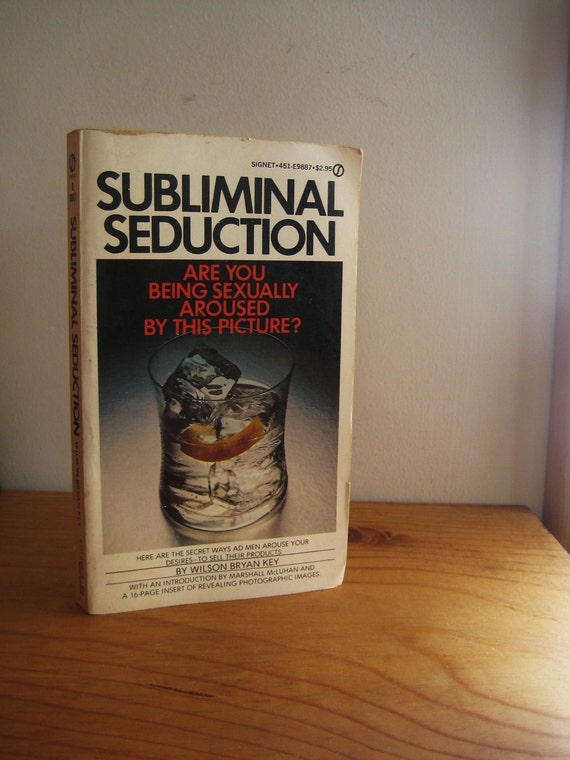 SIGNET • 451-E9887 • $2.95
SUBLIMINAL
SEDUCTION
ARE YOU
BEING SEXUALLY
AROUSED
BY THIS PICTURE?
HERE ARE THE SECRET WAYS AD MEN AROUSE YOUR
DESIRES—TO SELL THEIR PRODUCTS
BY WILSON BRYAN KEY
WITH AN INTRODUCTION BY MARSHALL McLUHAN AND
A 16-PAGE INSERT OF REVEALING PHOTOGRAPHIC IMAGES.
SUBLIMINAL SEDUCTION